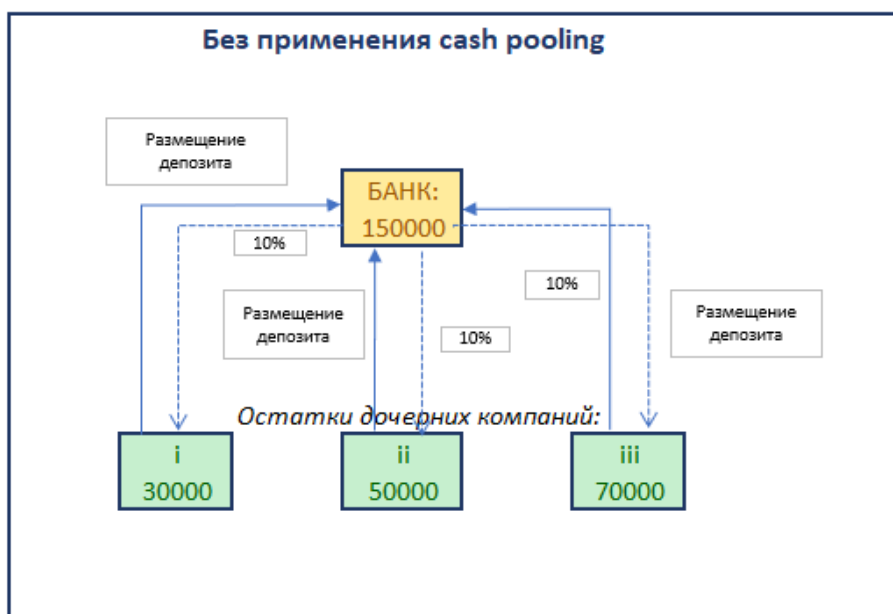 Без применения cash pooling
Размещение
депозита
БАНК:
150000
10%
10%
Размещение
депозита
Размещение
депозита
10%
Остатки дочерних компаний:
i
30000
ii
50000
iii
70000